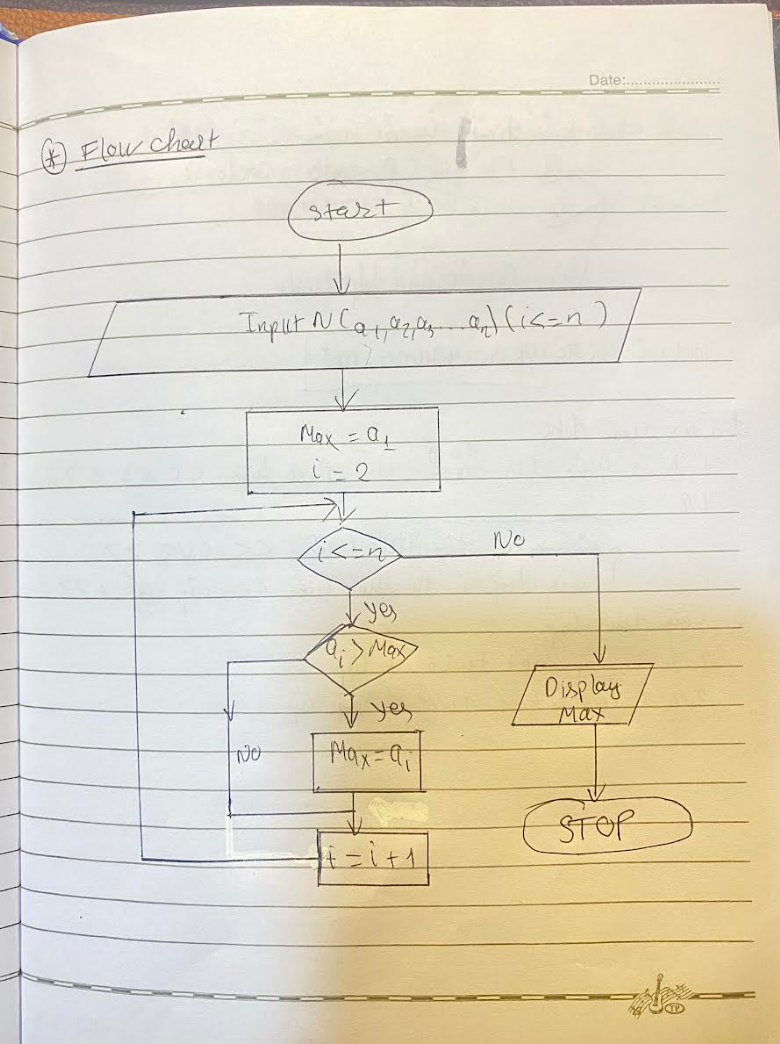 Date:........................
* Flow chart
start
Input N (a1, a2, a3 .... an) (i<=n)
Max = a1
i = 2
i <=n
No
yes
ai > Max
yes
No
Max = ai
i = i + 1
Display
Max
STOP
TP